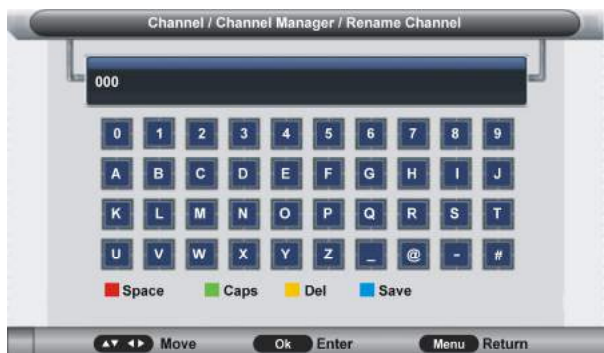 Channel / Channel Manager / Rename Channel
000
0 1 2 3 4 5 6 7 8 9
A B C D E F G H I J
K L M N O P Q R S T
U V W X Y Z _ @ - #
Space Caps Del Save
Move Ok Enter Menu Return